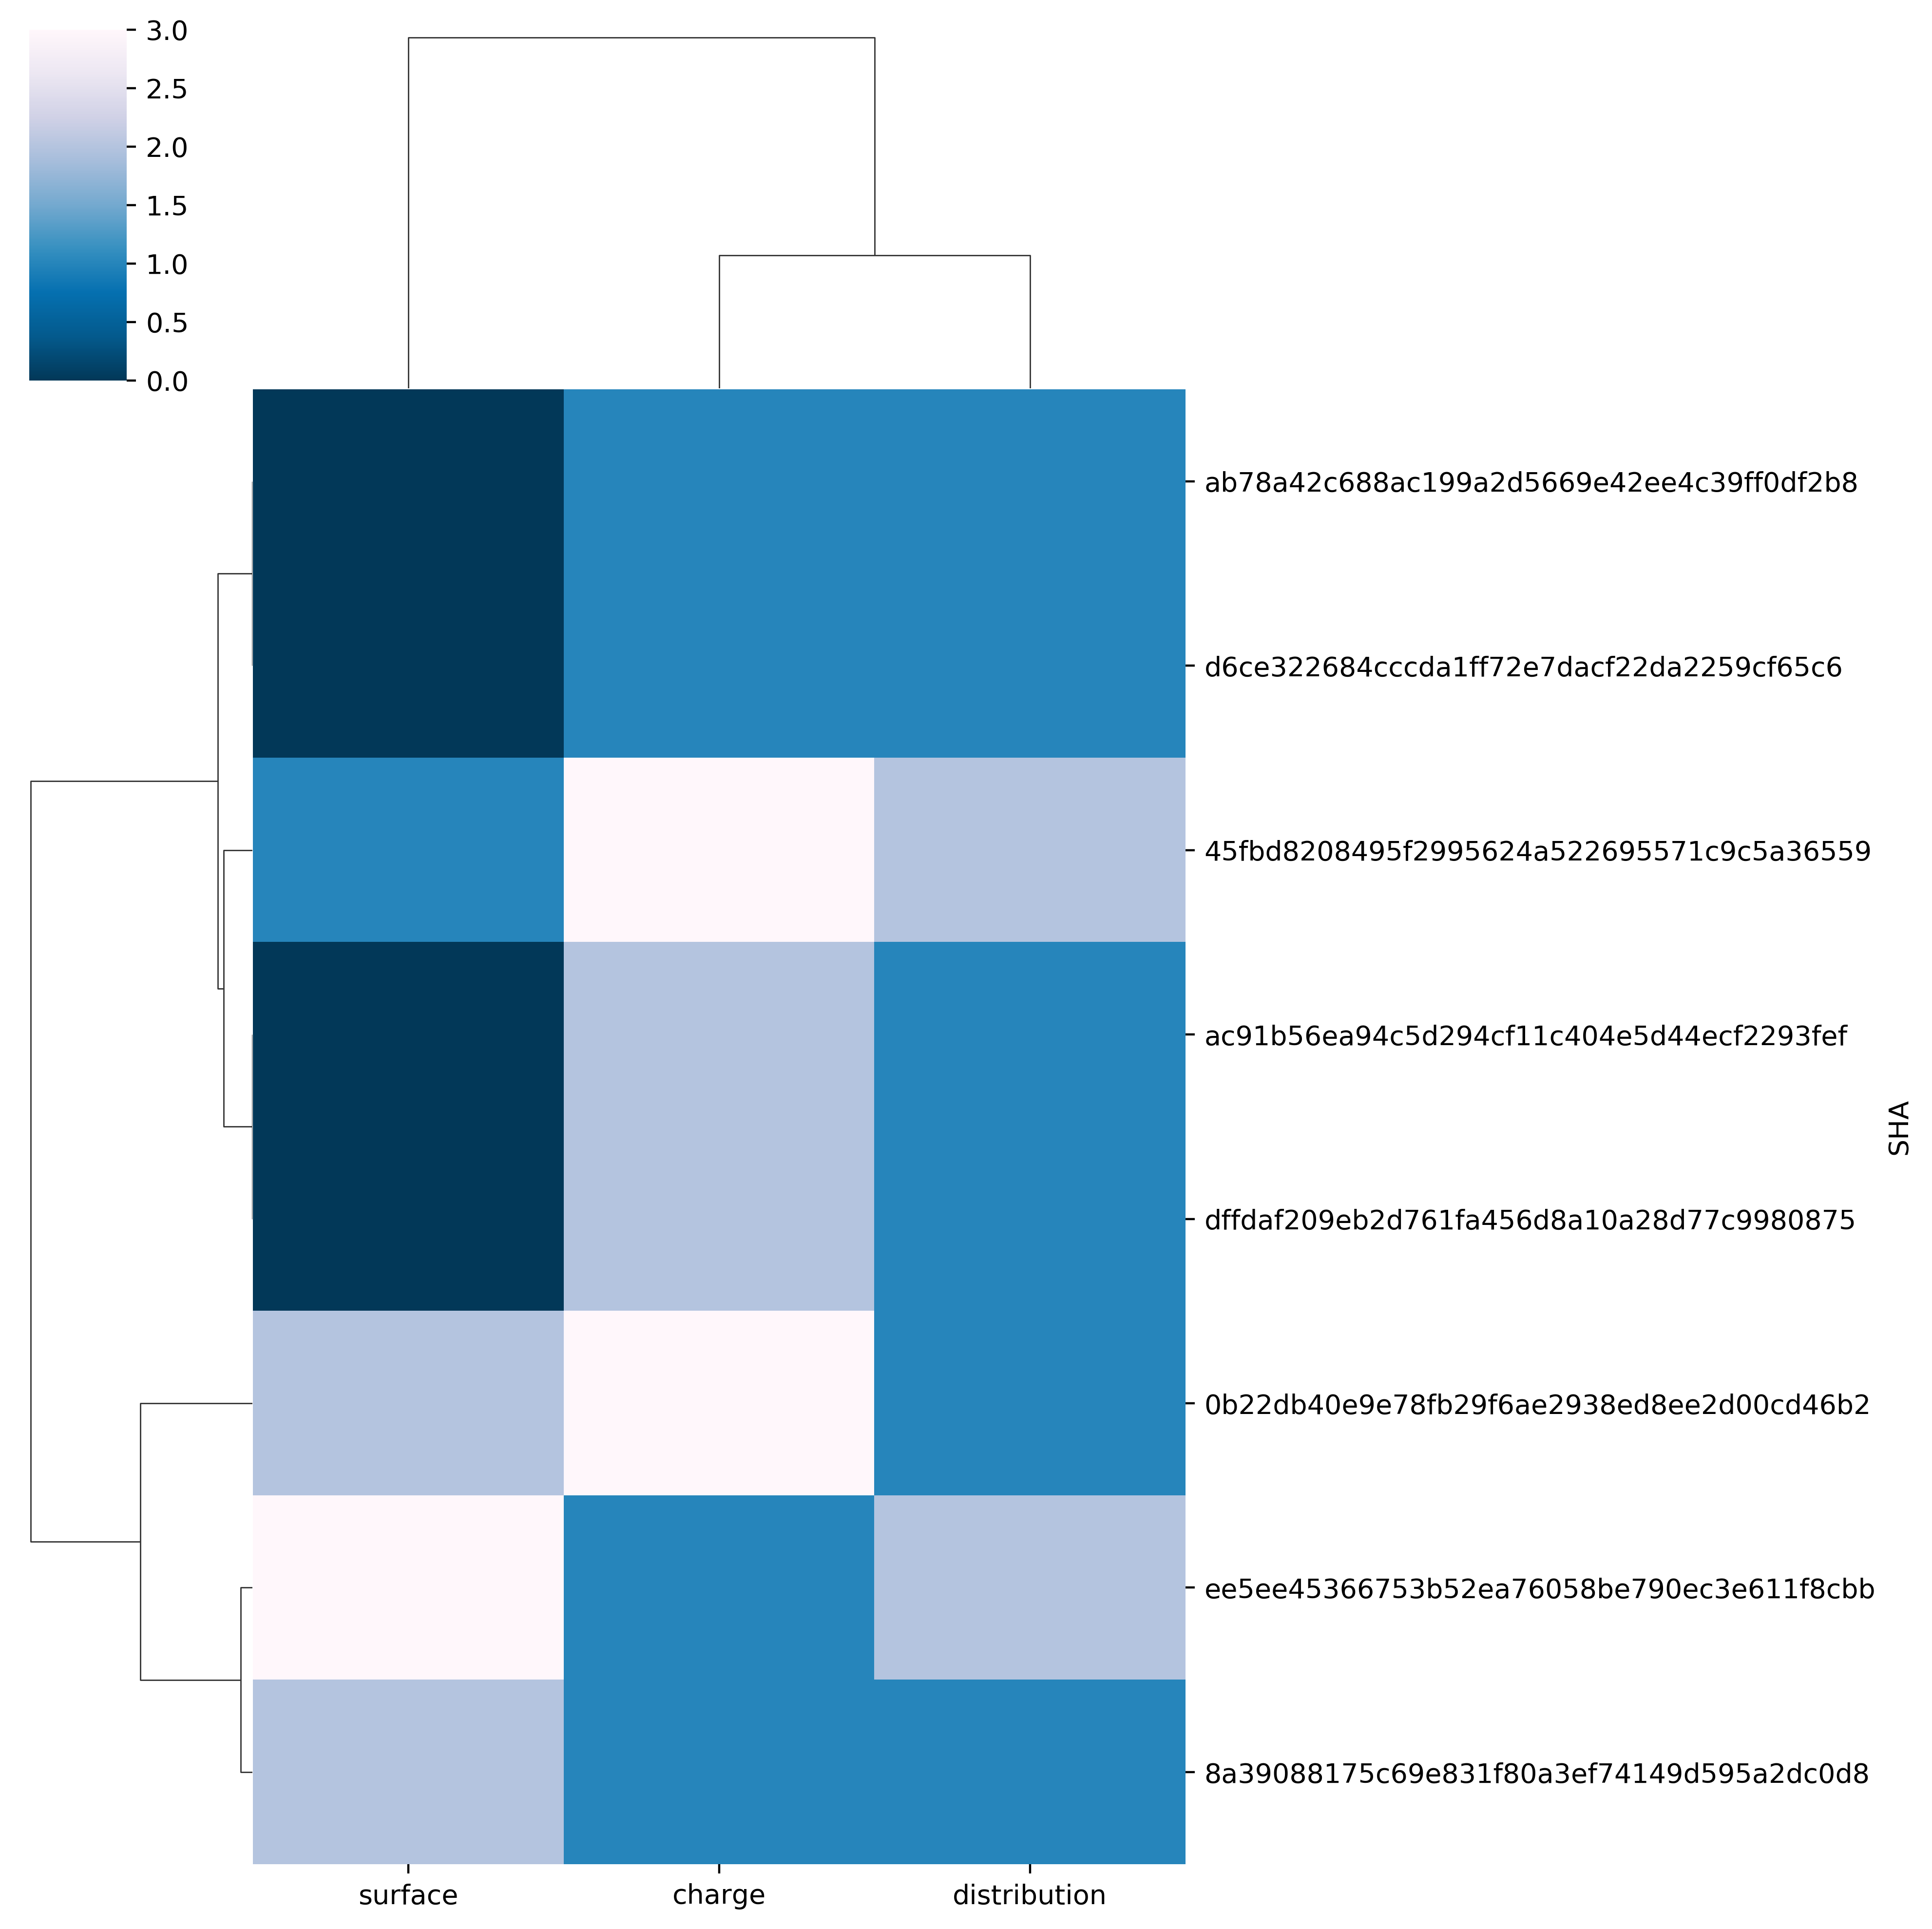 3.0
2.5
2.0
1.5
1.0
0.5
0.0
ab78a42c688ac199a2d5669e42ee4c39ff0df2b8
d6ce322684cccda1ff72e7dacf22da2259cf65c6
45fbd8208495f2995624a522695571c9c5a36559
ac91b56ea94c5d294cf11c404e5d44ecf2293fef
dffdaf209eb2d761fa456d8a10a28d77c9980875
0b22db40e9e78fb29f6ae2938ed8ee2d00cd46b2
ee5ee45366753b52ea76058be790ec3e611f8cbb
8a39088175c69e831f80a3ef74149d595a2dc0d8
SHA
surface
charge
distribution